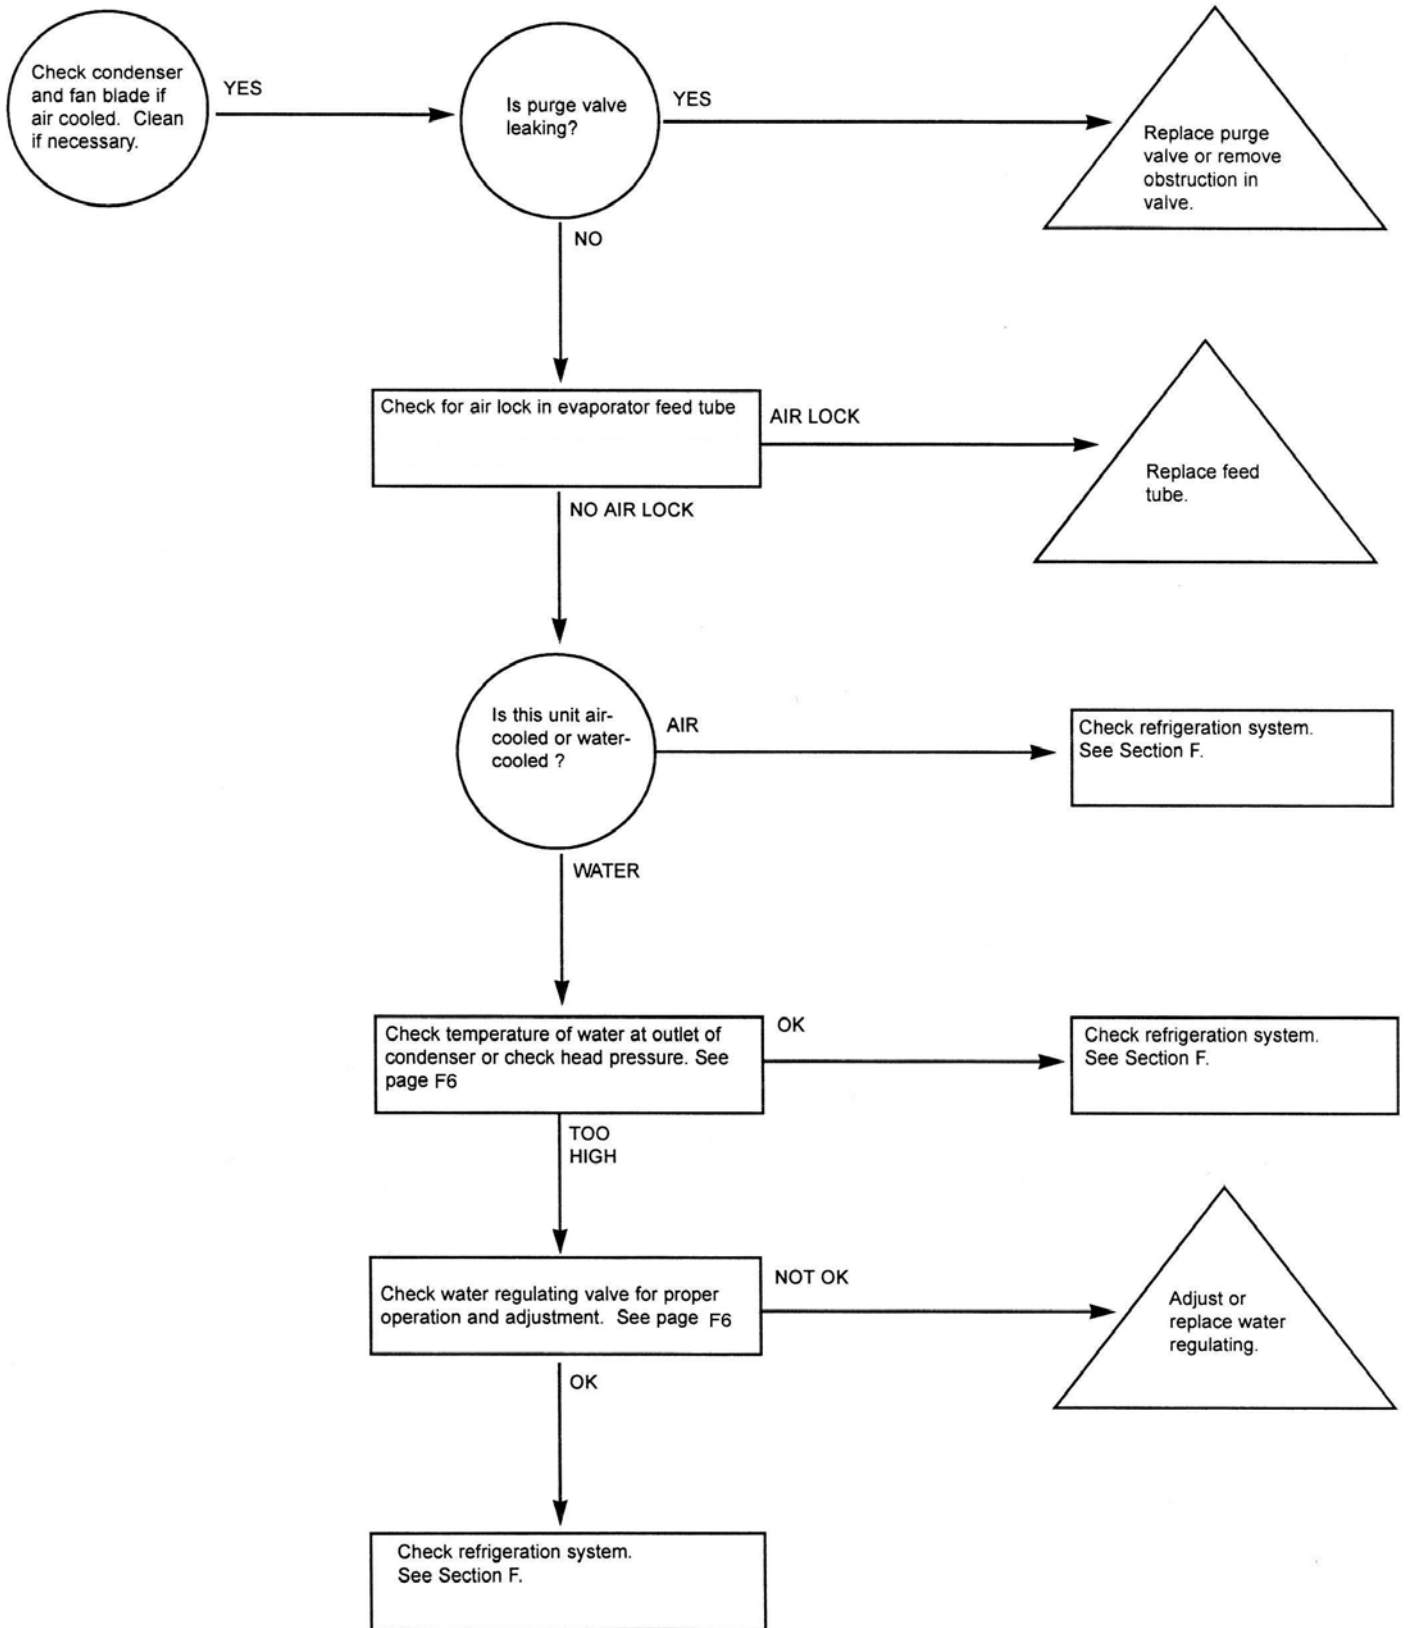 Check condenser
and fan blade if
air cooled. Clean
if necessary.
YES
Is purge valve
leaking?
YES
Replace purge
valve or remove
obstruction in
valve.
NO
Check for air lock in evaporator feed tube
AIR LOCK
Replace feed
tube.
NO AIR LOCK
Is this unit air-
cooled or water-
cooled ?
AIR
Check refrigeration system.
See Section F.
WATER
Check temperature of water at outlet of
condenser or check head pressure. See
page F6
OK
Check refrigeration system.
See Section F.
TOO
HIGH
Check water regulating valve for proper
operation and adjustment. See page F6
NOT OK
Adjust or
replace water
regulating.
OK
Check refrigeration system.
See Section F.